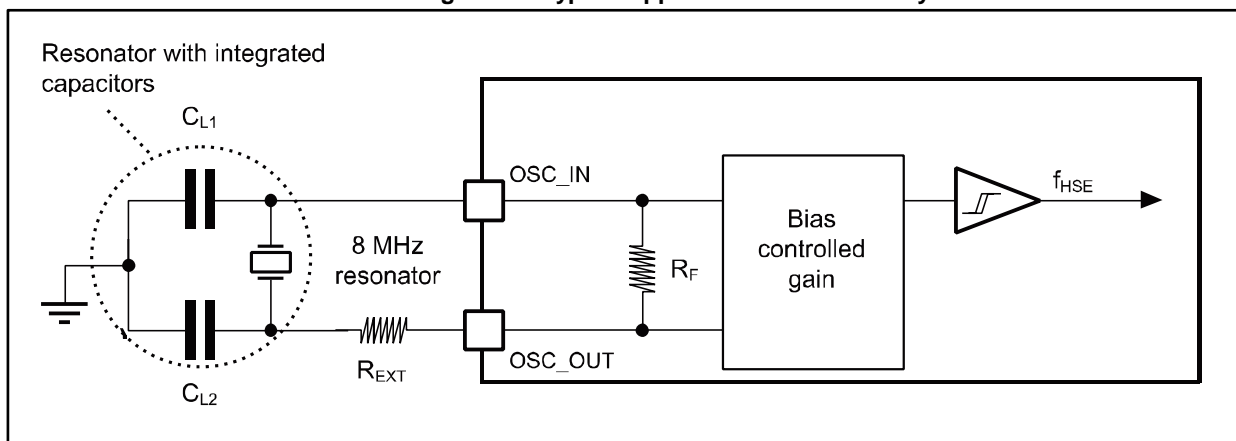 Resonator with integrated
capacitors
CL1
OSC_IN
fHSE
8 MHz
resonator
RF
Bias
controlled
gain
OSC_OUT
REXT
CL2